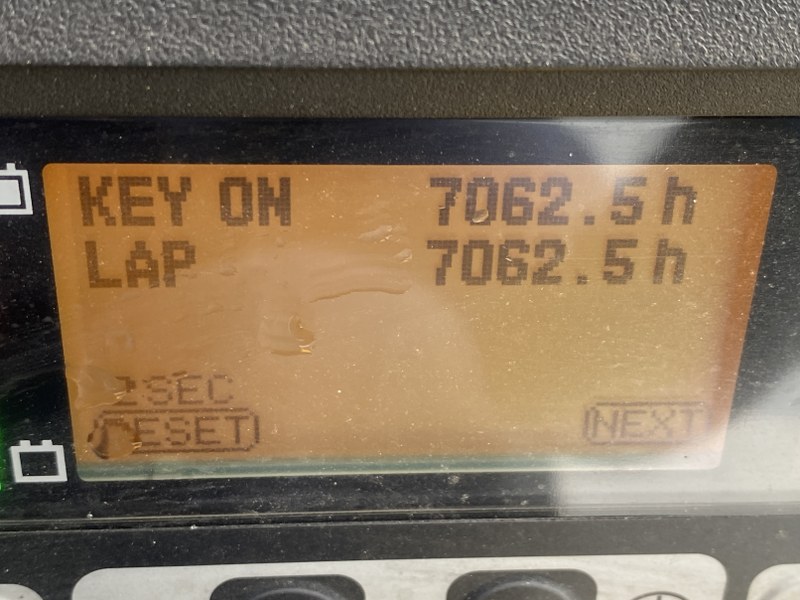 KEY ON 7062.5 h
LAP 7062.5 h
2SEC
RESET NEXT